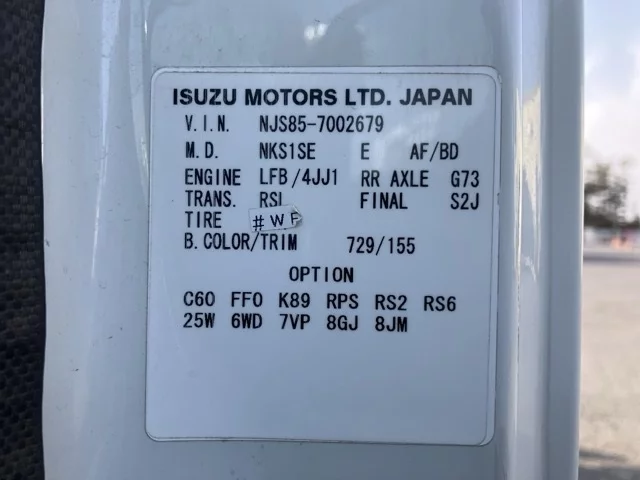 ISUZU MOTORS LTD. JAPAN
V.I.N. NJS85-7002679
M.D. NKS1SE E AF/BD
ENGINE LFB/4JJ1 RR AXLE G73
TRANS. RSL FINAL S2J
TIRE #WF
B.COLOR/TRIM 729/155
OPTION
C60 FF0 K89 RPS RS2 RS6
25W 6WD 7VP 8GJ 8JM